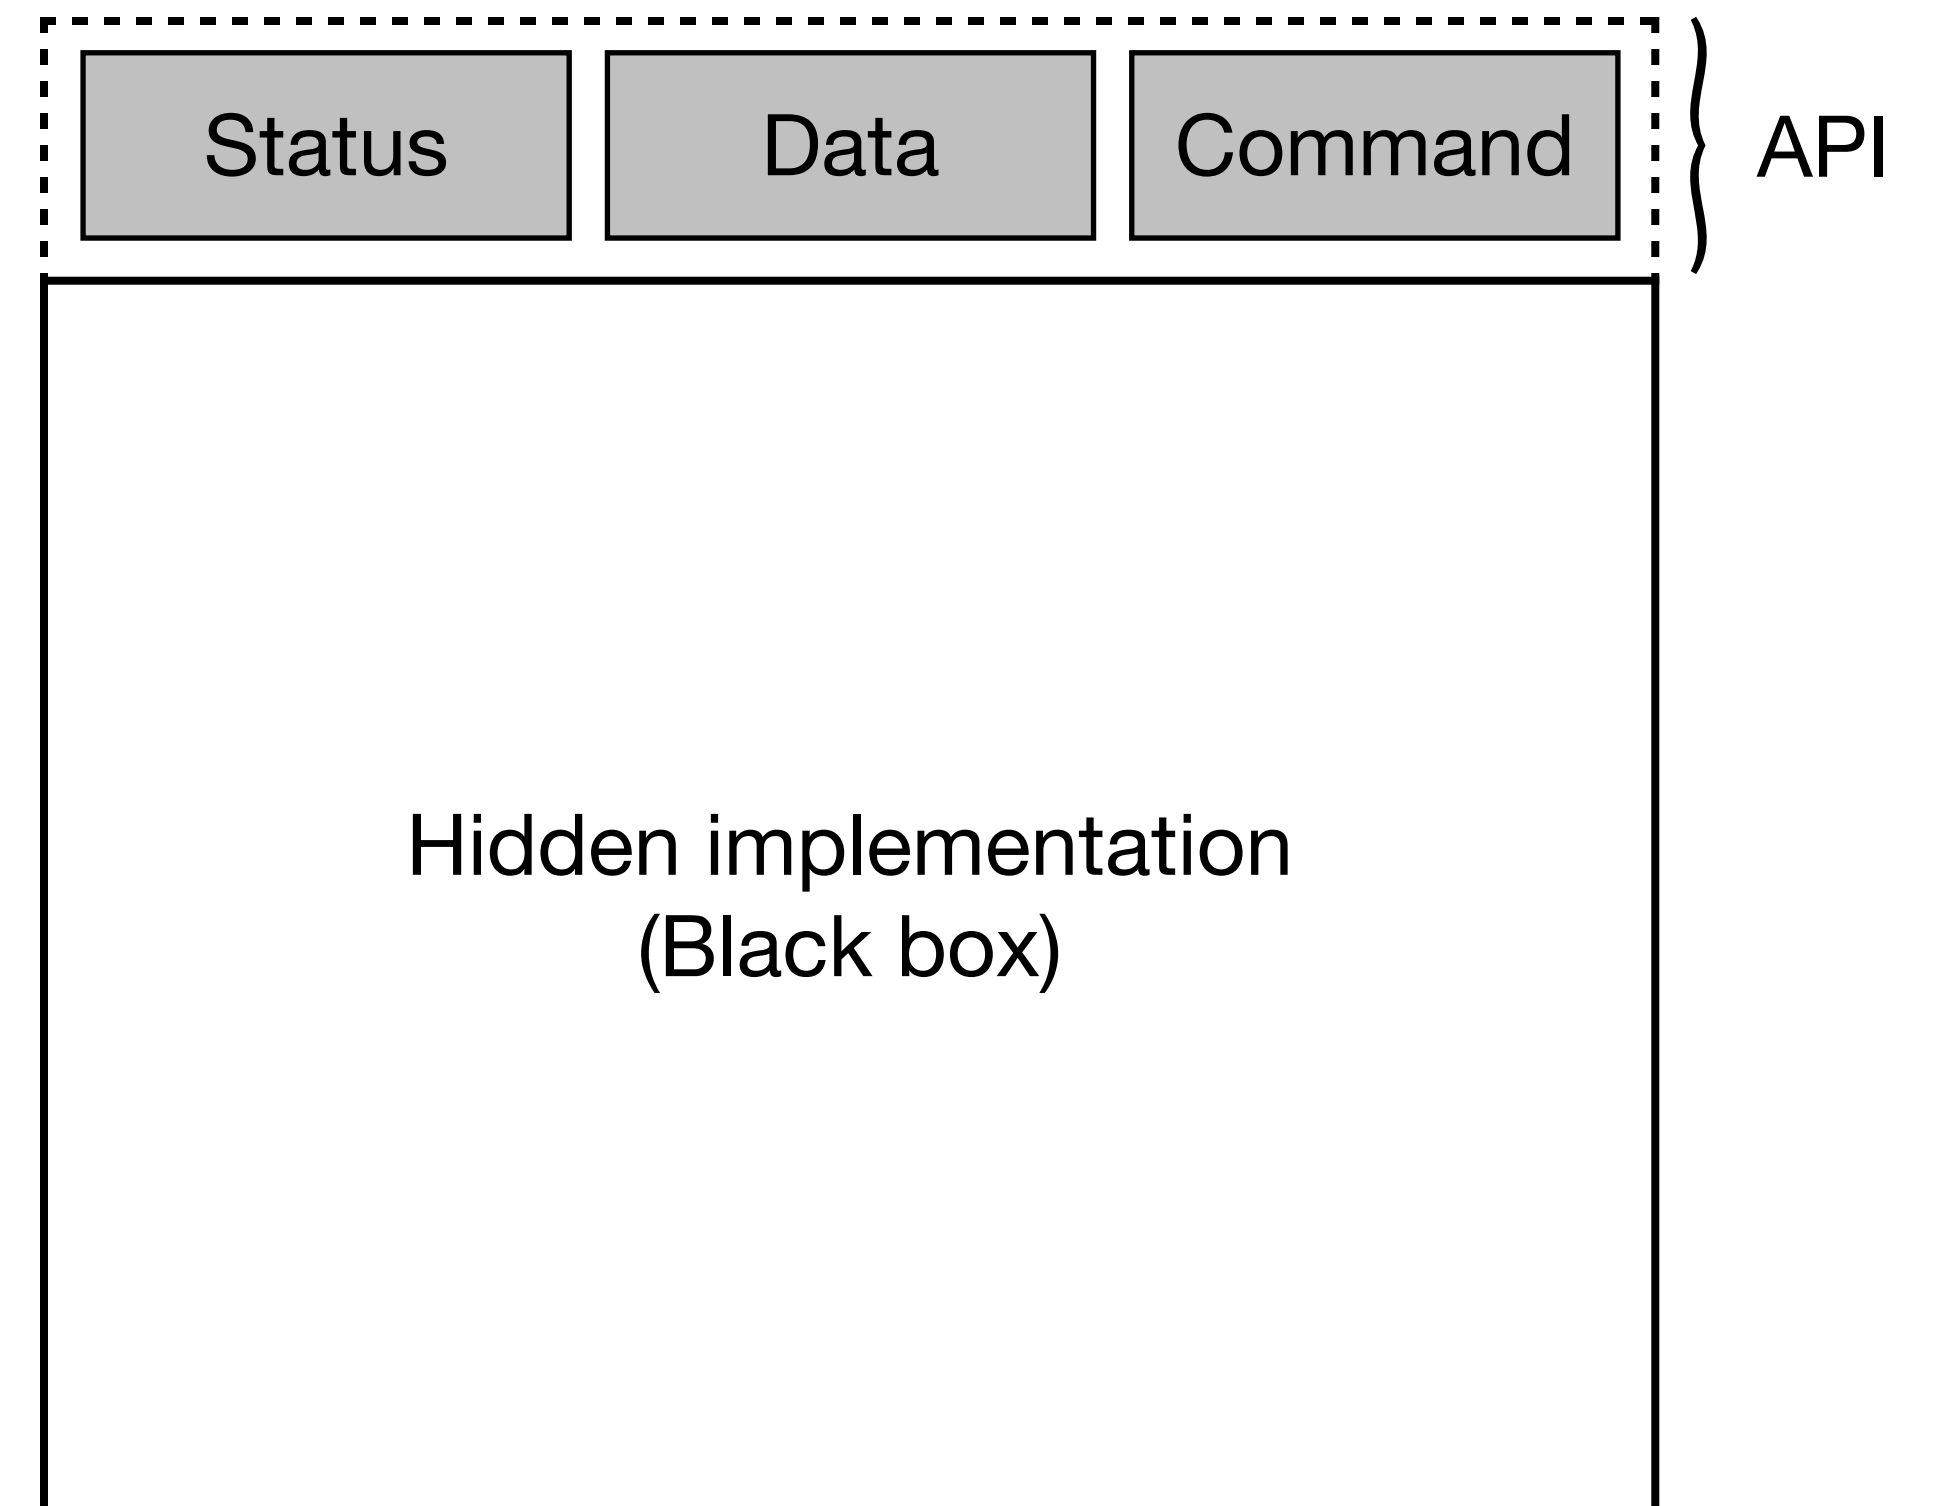 Status
Data
Command
API
Hidden implementation
(Black box)